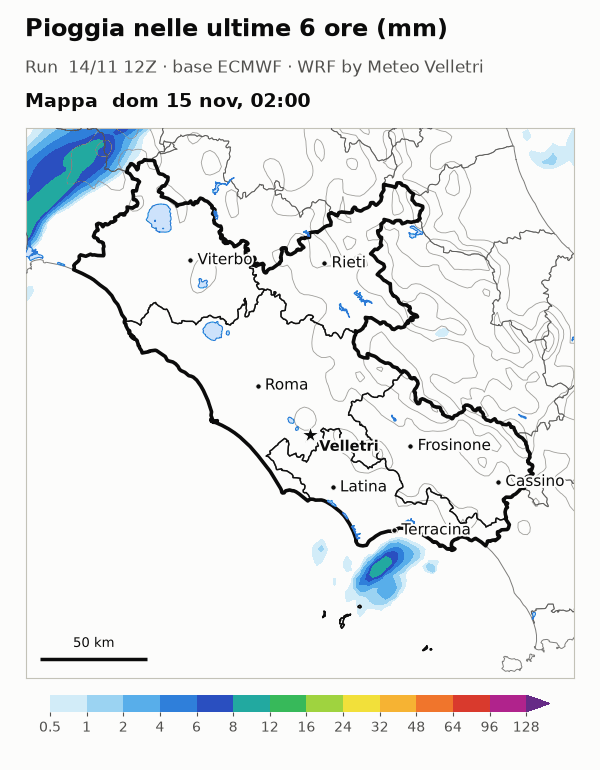 Pioggia nelle ultime 6 ore (mm)
Run 14/11 12Z · base ECMWF · WRF by Meteo Velletri
Mappa dom 15 nov, 02:00
Viterbo
Rieti
Roma
Velletri
Frosinone
Latina
Cassino
Terracina
50 km
0.5 1 2 4 6 8 12 16 24 32 48 64 96 128